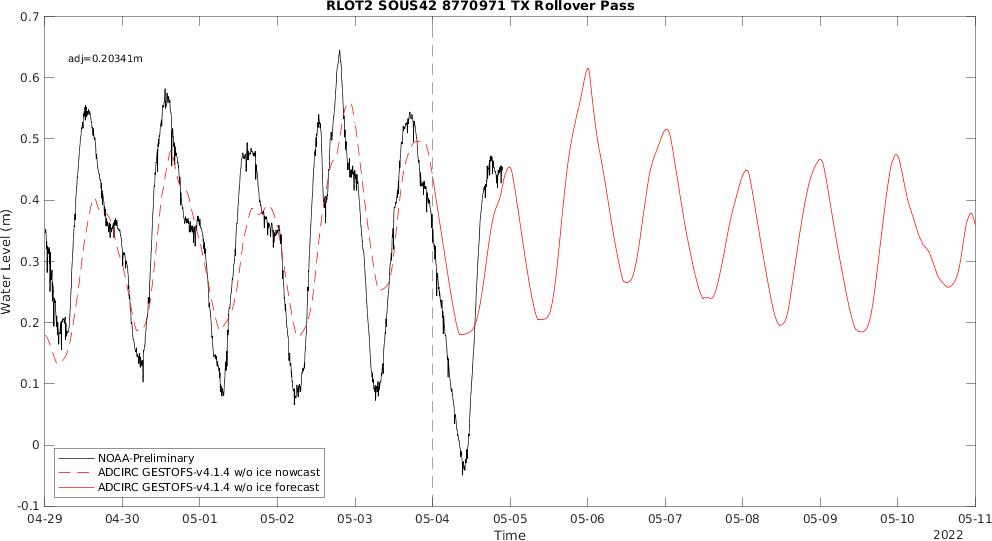 RLOT2 SOUS42 8770971 TX Rollover Pass
adj=0.20341m
Water Level (m)
0.7
0.6
0.5
0.4
0.3
0.2
0.1
0
-0.1
NOAA-Preliminary
ADCIRC GESTOFS-v4.1.4 w/o ice nowcast
ADCIRC GESTOFS-v4.1.4 w/o ice forecast
04-29 04-30 05-01 05-02 05-03 05-04 05-05 05-06 05-07 05-08 05-09 05-10 05-11
Time
2022